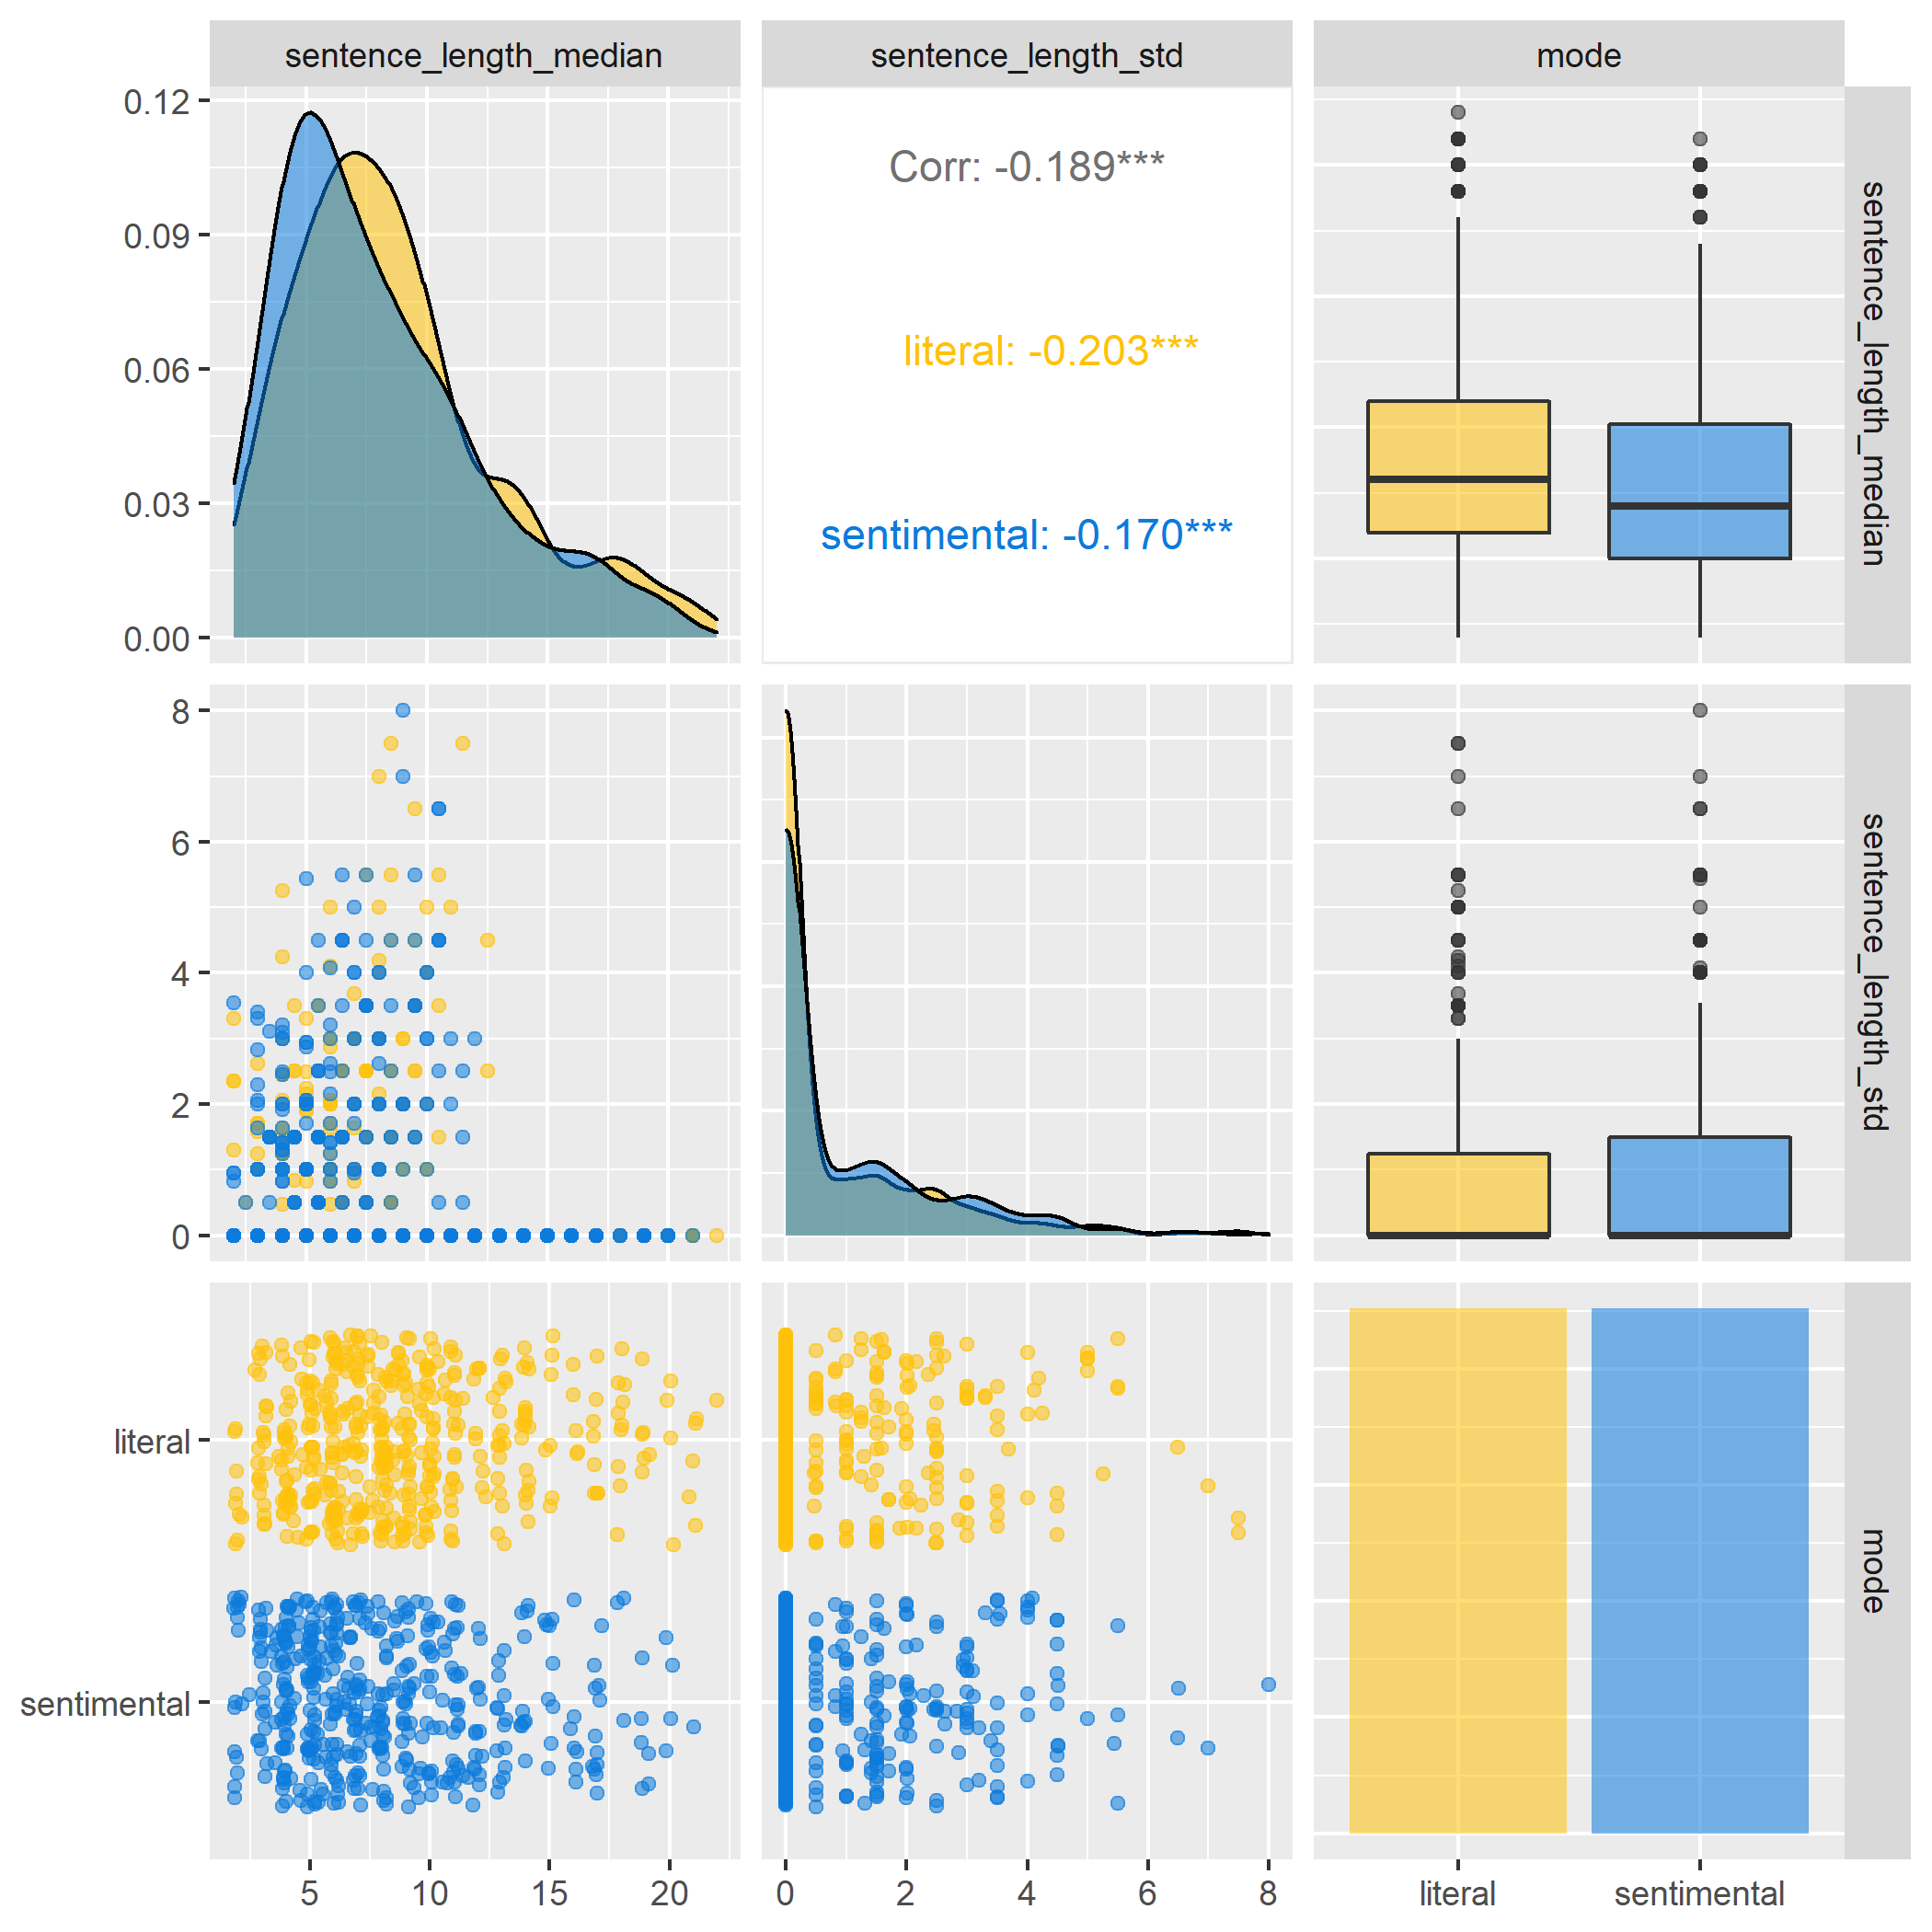 sentence_length_median
sentence_length_std
mode
0.12
0.09
0.06
0.03
0.00
Corr: -0.189***
literal: -0.203***
sentimental: -0.170***
sentence_length_median
8
6
4
2
0
sentence_length_std
literal
sentimental
mode
5 10 15 20
0 2 4 6 8
literal sentimental